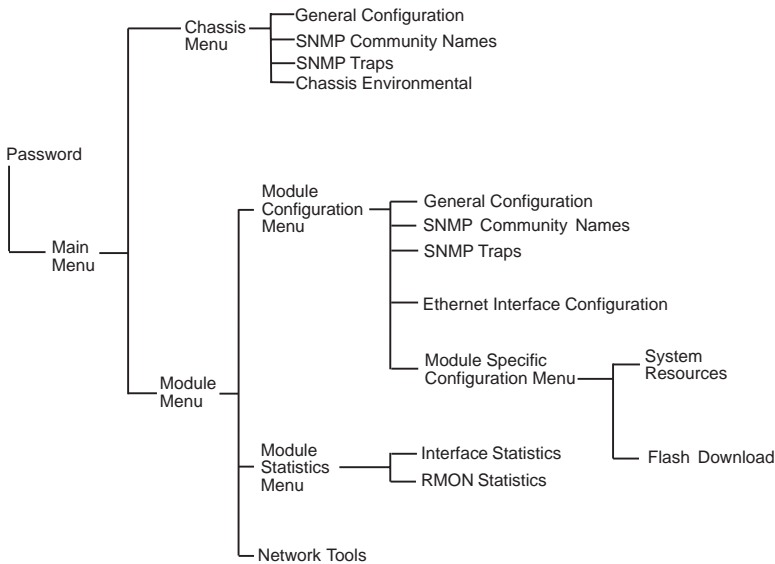 Password
Main
Menu
Chassis
Menu
General Configuration
SNMP Community Names
SNMP Traps
Chassis Environmental
Module
Menu
Module
Configuration
Menu
General Configuration
SNMP Community Names
SNMP Traps
Ethernet Interface Configuration
Module Specific
Configuration Menu
System
Resources
Flash Download
Module
Statistics
Menu
Interface Statistics
RMON Statistics
Network Tools